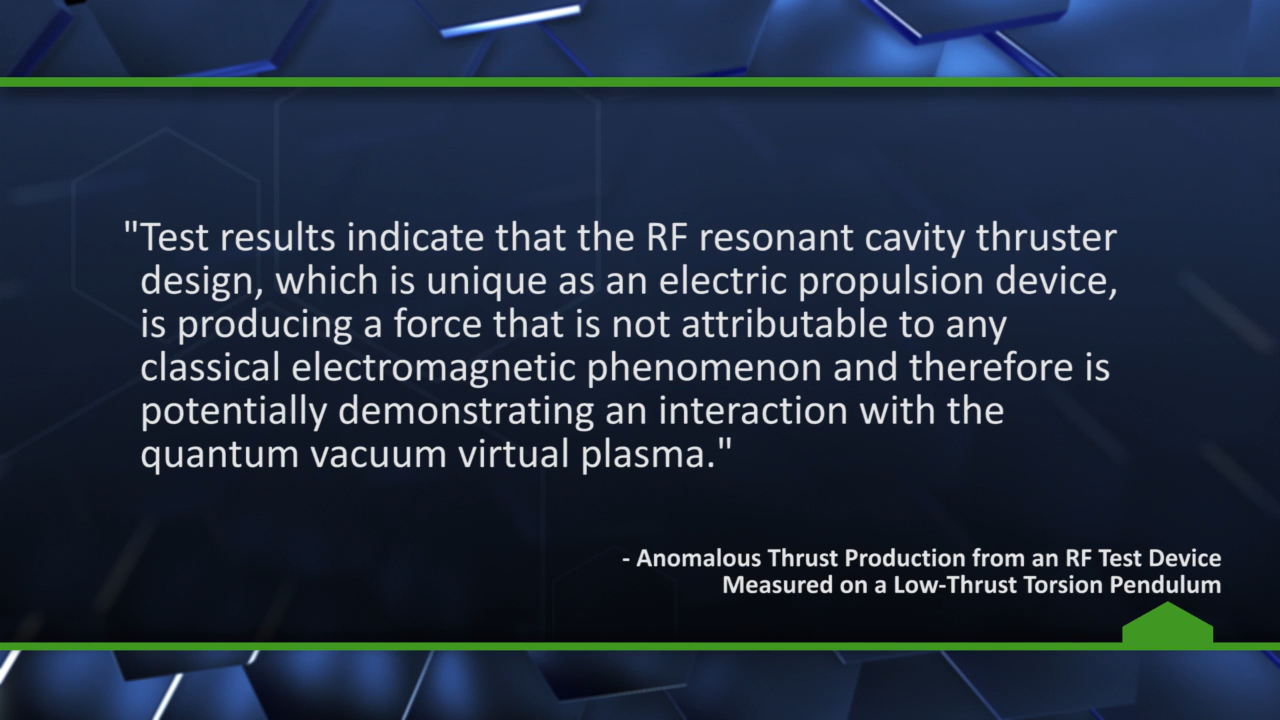 "Test results indicate that the RF resonant cavity thruster
design, which is unique as an electric propulsion device,
is producing a force that is not attributable to any
classical electromagnetic phenomenon and therefore is
potentially demonstrating an interaction with the
quantum vacuum virtual plasma."
- Anomalous Thrust Production from an RF Test Device
Measured on a Low-Thrust Torsion Pendulum